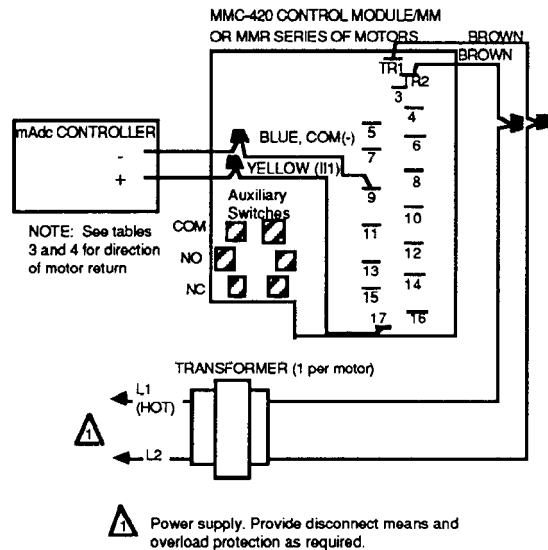 MMC-420 CONTROL MODULE/MM
OR MMR SERIES OF MOTORS
BROWN
BROWN
TR1
TR2
3
4
mAdc CONTROLLER
-
+
BLUE, COM(-)
YELLOW (II1)
5
6
7
8
9
10
11
12
13
14
15
16
17
Auxiliary
Switches
COM
NO
NC
NOTE: See tables
3 and 4 for direction
of motor return
TRANSFORMER (1 per motor)
L1
(HOT)
1
L2
1 Power supply. Provide disconnect means and
overload protection as required.